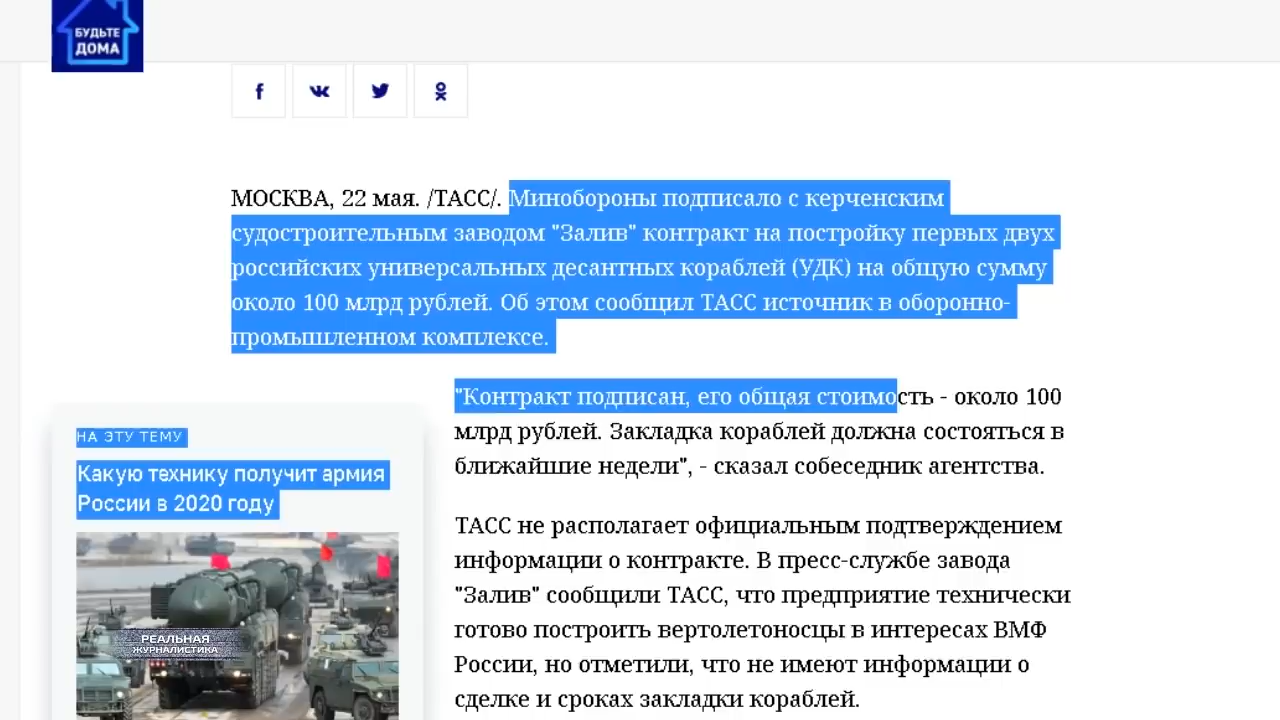 БУДЬТЕ
ДОМА
МОСКВА, 22 мая. /ТАСС/. Минобороны подписало с керченским
судостроительным заводом "Залив" контракт на постройку первых двух
российских универсальных десантных кораблей (УДК) на общую сумму
около 100 млрд рублей. Об этом сообщил ТАСС источник в оборонно-
промышленном комплексе.
"Контракт подписан, его общая стоимость - около 100
млрд рублей. Закладка кораблей должна состояться в
ближайшие недели", - сказал собеседник агентства.
ТАСС не располагает официальным подтверждением
информации о контракте. В пресс-службе завода
"Залив" сообщили ТАСС, что предприятие технически
готово построить вертолетоносцы в интересах ВМФ
России, но отметили, что не имеют информации о
сделке и сроках закладки кораблей.
НА ЭТУ ТЕМУ
Какую технику получит армия
России в 2020 году
РЕАЛЬНАЯ
ЖУРНАЛИСТИКА